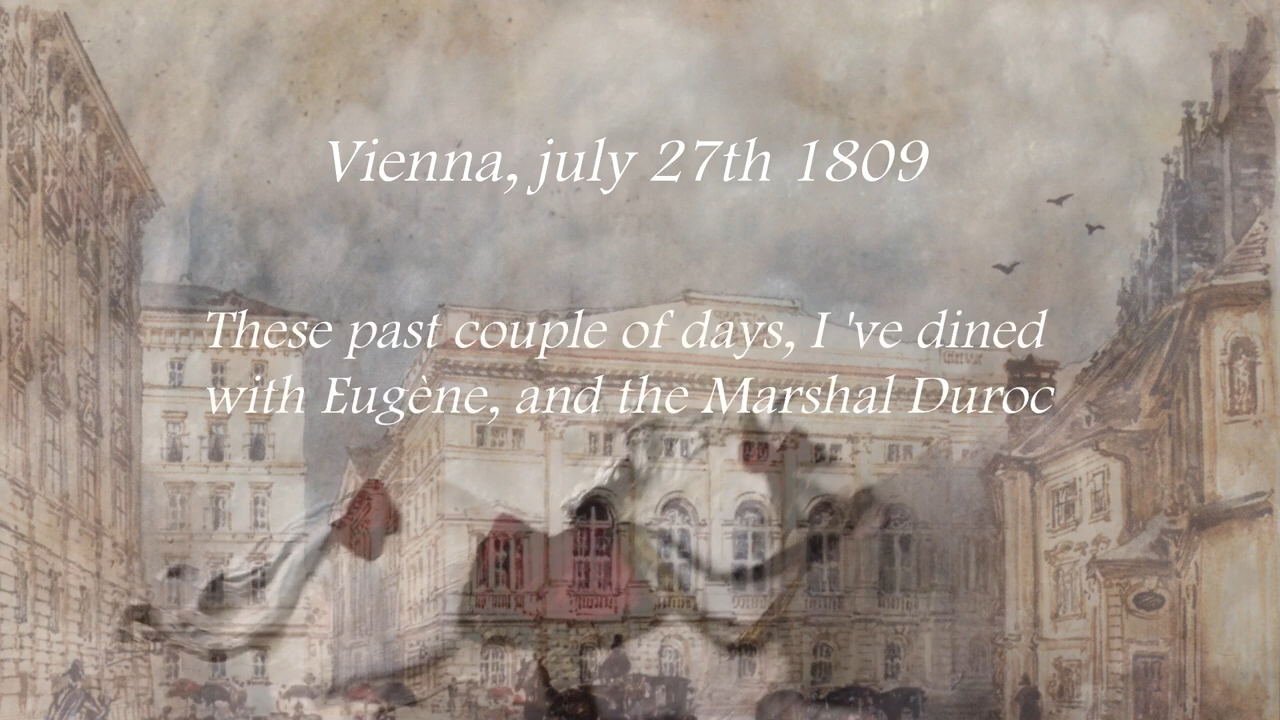 Vienna, july 27th 1809
These past couple of days, I 've dined
with Eugène, and the Marshal Duroc